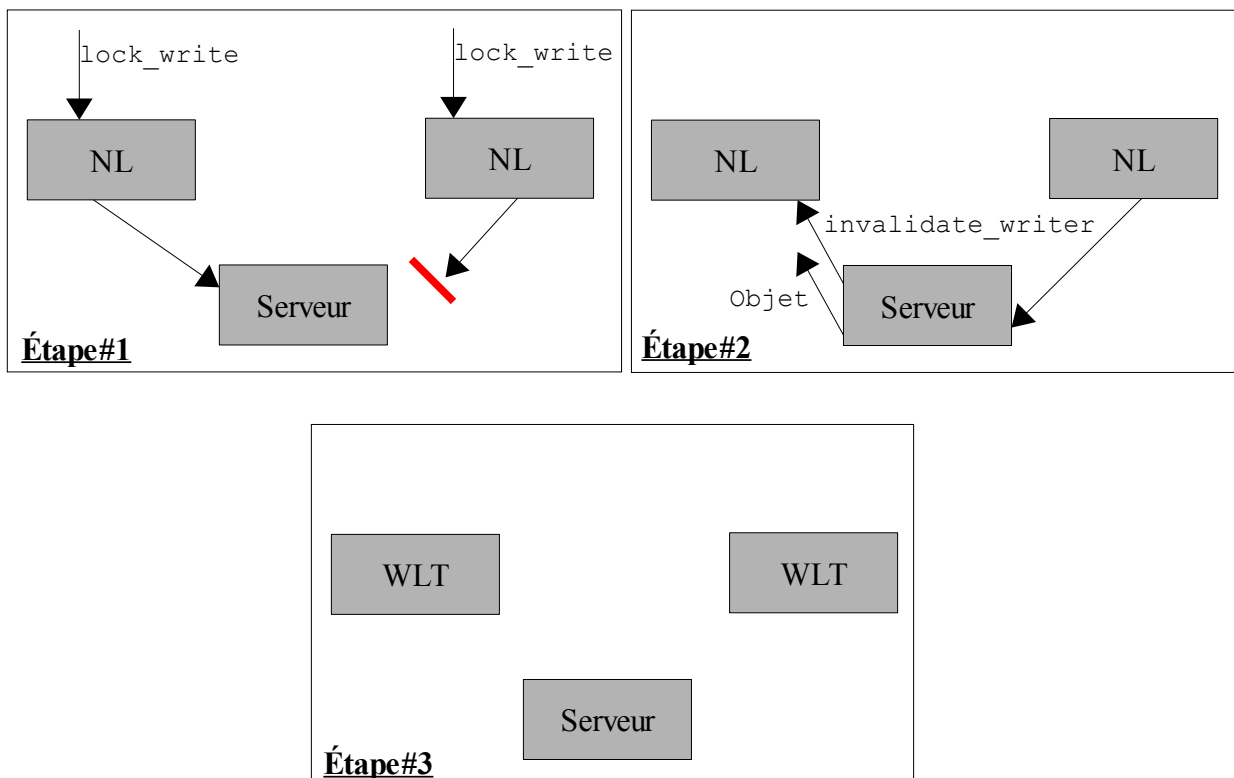 lock_write
lock_write
NL
NL
Serveur
Étape#1
NL
NL
invalidate_writer
Objet
Serveur
Étape#2
WLT
WLT
Serveur
Étape#3